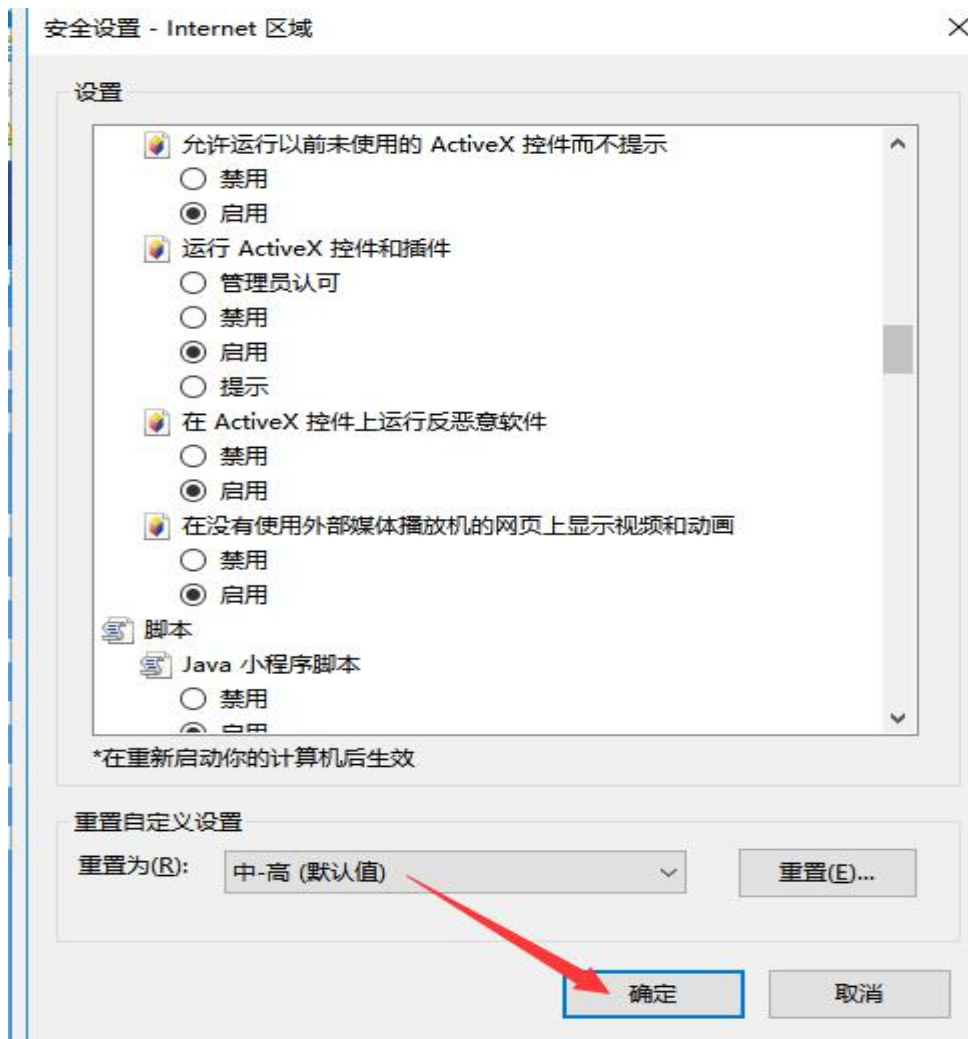 安全设置 - Internet 区域
设置
允许运行以前未使用的 ActiveX 控件而不提示
禁用
启用
运行 ActiveX 控件和插件
管理员认可
禁用
启用
提示
在 ActiveX 控件上运行反恶意软件
禁用
启用
在没有使用外部媒体播放机的网页上显示视频和动画
禁用
启用
脚本
Java 小程序脚本
禁用
启用
*在重新启动你的计算机后生效
重置自定义设置
重置为(R): 中-高 (默认值) 重置(E)...
确定 取消